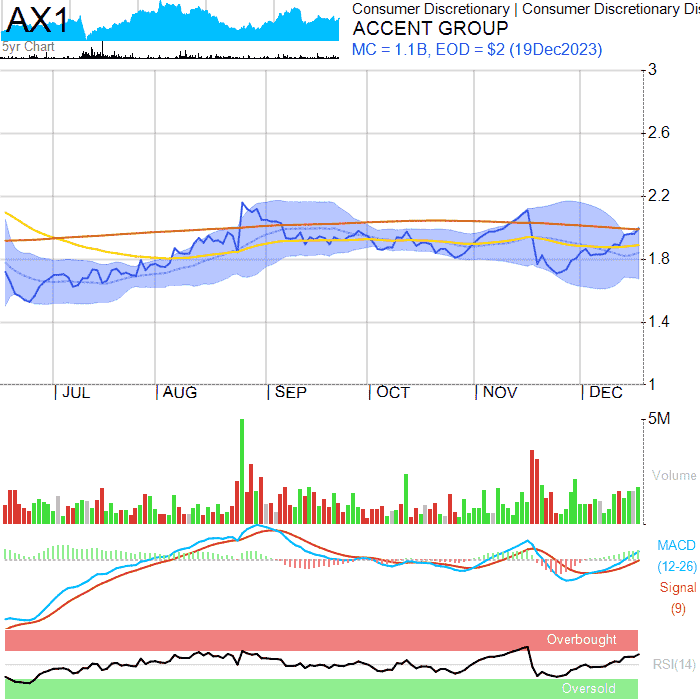 AX1
5yr Chart
Consumer Discretionary | Consumer Discretionary Dis
ACCENT GROUP
MC = 1.1B, EOD = $2 (19Dec2023)
3
2.6
2.2
1.8
1.4
1
JUL AUG SEP OCT NOV DEC
5M
Volume
MACD
(12-26)
Signal
(9)
Overbought
RSI(14)
Oversold